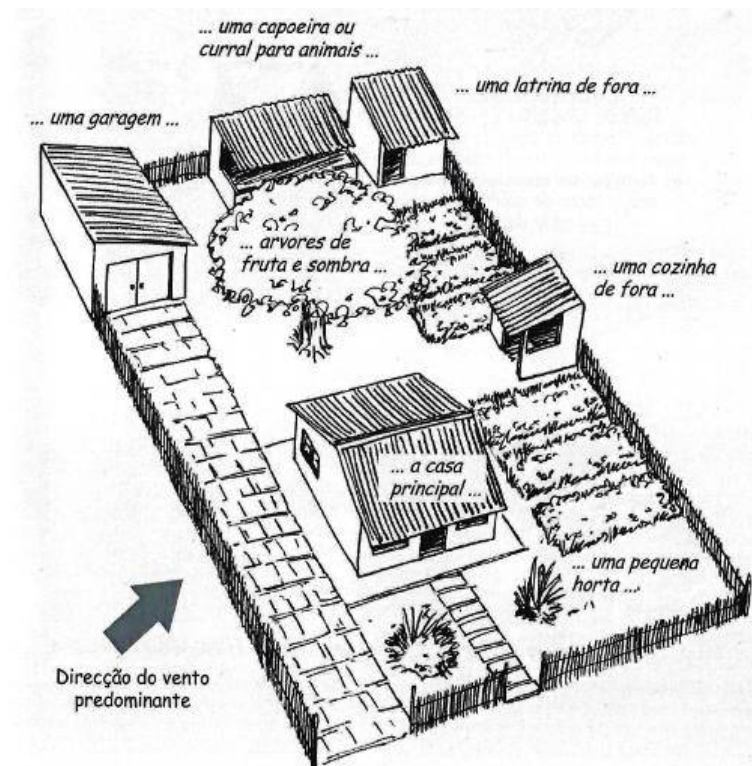 ... uma capoeira ou
curral para animais ...
... uma latrina de fora ...
... uma garagem ...
... arvores de
fruta e sombra ...
... uma cozinha
de fora ...
... a casa
principal ...
... uma pequena
horta ...
Direcção do vento
predominante